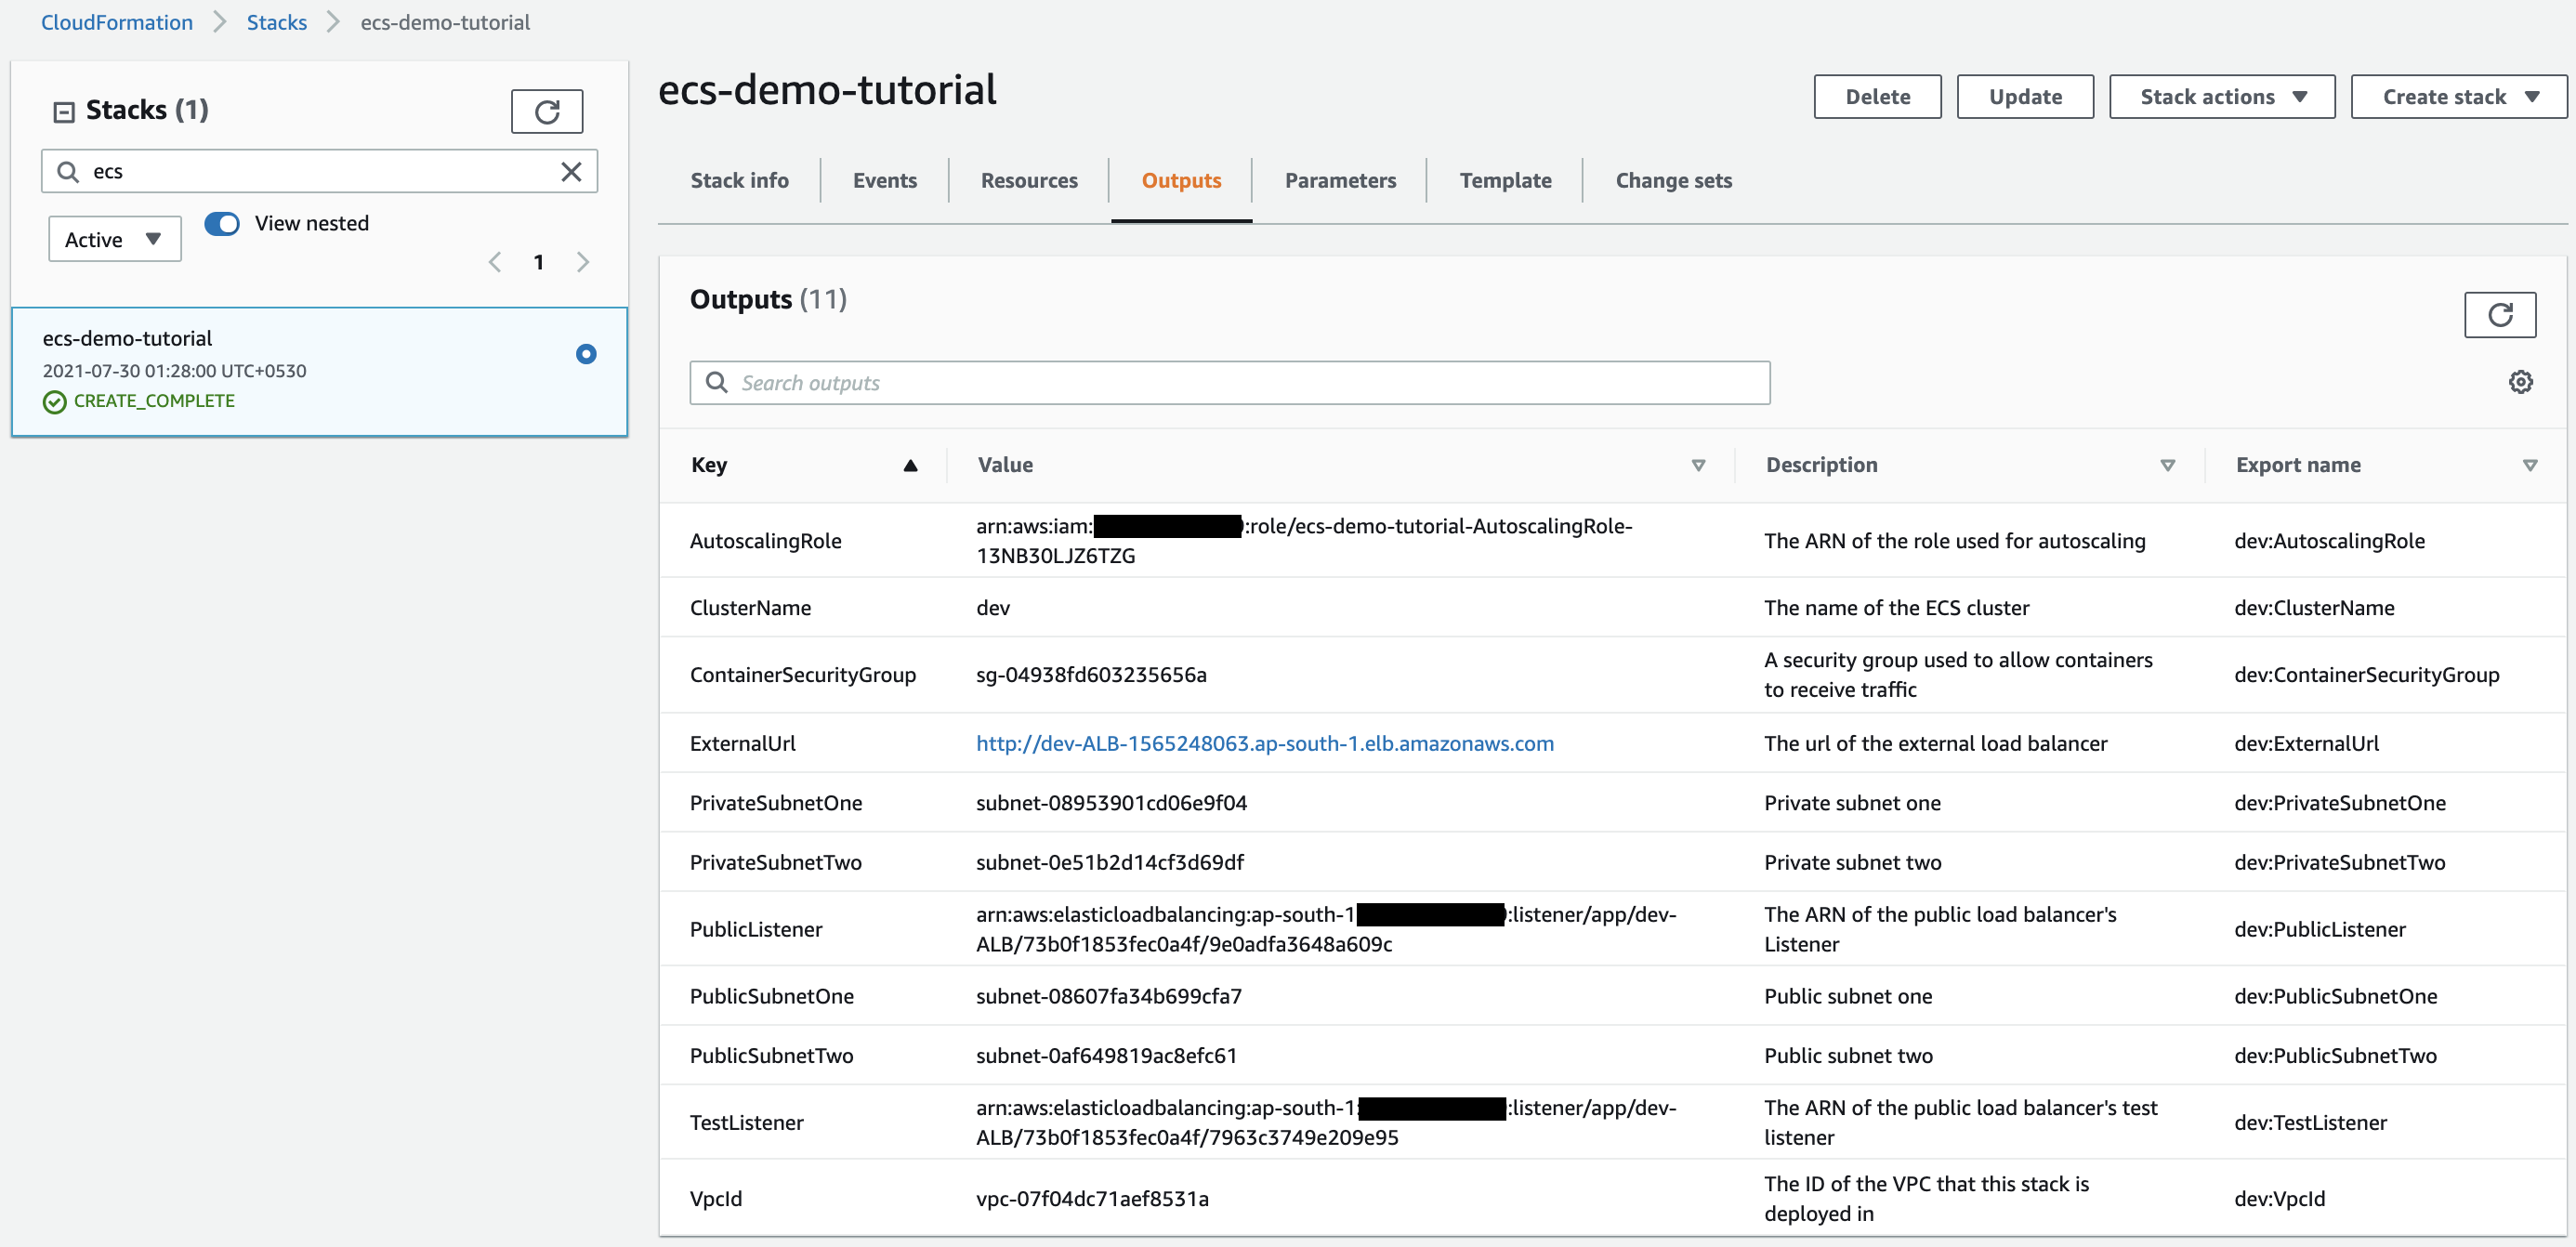 CloudFormation > Stacks > ecs-demo-tutorial
Stacks (1)
ecs
Active
View nested
1
ecs-demo-tutorial
2021-07-30 01:28:00 UTC+0530
CREATE_COMPLETE
ecs-demo-tutorial
Delete
Update
Stack actions
Create stack
Stack info
Events
Resources
Outputs
Parameters
Template
Change sets
Outputs (11)
Search outputs
Key Value Description Export name
AutoscalingRole
arn:aws:iam: :role/ecs-demo-tutorial-AutoscalingRole-
13NB30LJZ6TZG
The ARN of the role used for autoscaling
dev:AutoscalingRole
ClusterName
dev
The name of the ECS cluster
dev:ClusterName
ContainerSecurityGroup
sg-04938fd603235656a
A security group used to allow containers
to receive traffic
dev:ContainerSecurityGroup
ExternalUrl
http://dev-ALB-1565248063.ap-south-1.elb.amazonaws.com
The url of the external load balancer
dev:ExternalUrl
PrivateSubnetOne
subnet-08953901cd06e9f04
Private subnet one
dev:PrivateSubnetOne
PrivateSubnetTwo
subnet-0e51b2d14cf3d69df
Private subnet two
dev:PrivateSubnetTwo
PublicListener
arn:aws:elasticloadbalancing:ap-south-1 :listener/app/dev-
ALB/73b0f1853fec0a4f/9e0adfa3648a609c
The ARN of the public load balancer's
Listener
dev:PublicListener
PublicSubnetOne
subnet-08607fa34b699cfa7
Public subnet one
dev:PublicSubnetOne
PublicSubnetTwo
subnet-0af649819ac8efc61
Public subnet two
dev:PublicSubnetTwo
TestListener
arn:aws:elasticloadbalancing:ap-south-1: :listener/app/dev-
ALB/73b0f1853fec0a4f/7963c3749e209e95
The ARN of the public load balancer's test
listener
dev:TestListener
VpcId
vpc-07f04dc71aef8531a
The ID of the VPC that this stack is
deployed in
dev:VpcId